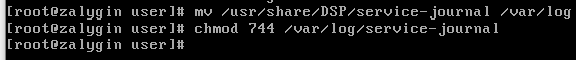 [root@zalygin user]# mv /usr/share/DSP/service-journal /var/log
[root@zalygin user]# chmod 744 /var/log/service-journal
[root@zalygin user]#